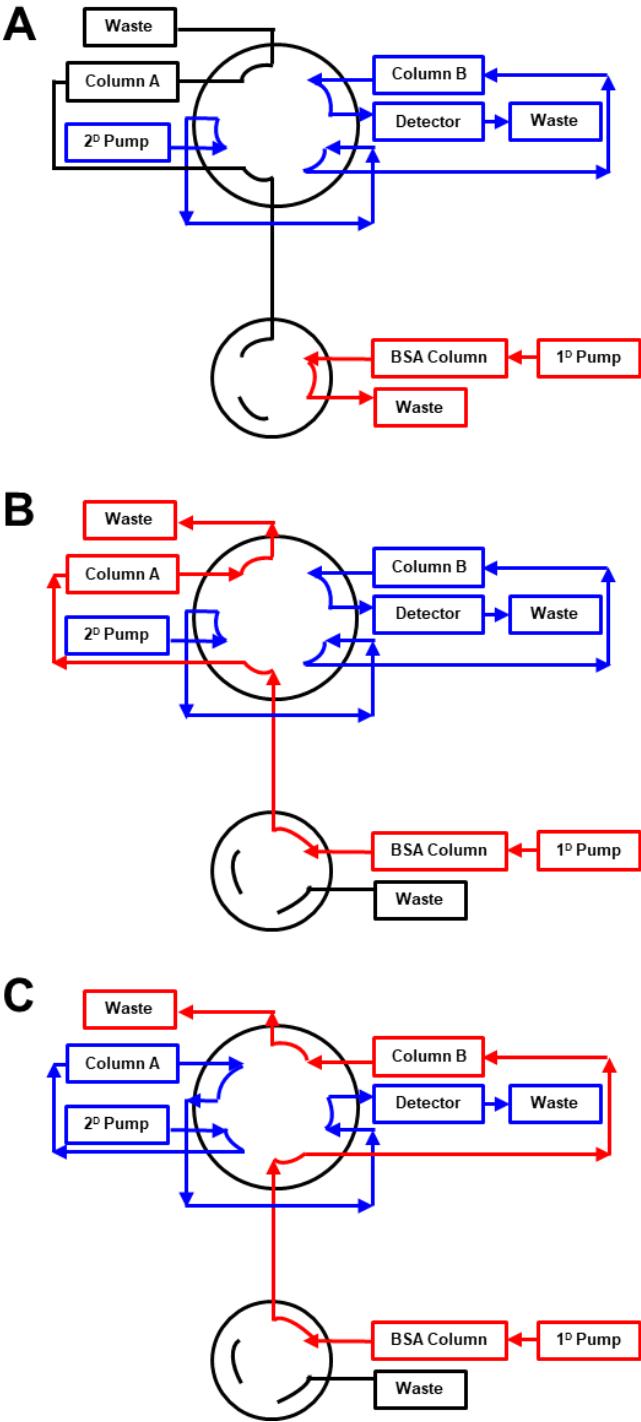 A
Waste
Column A
Column B
Detector
Waste
2ᴰ Pump
BSA Column
1ᴰ Pump
Waste
B
Waste
Column A
Column B
Detector
Waste
2ᴰ Pump
BSA Column
1ᴰ Pump
Waste
C
Waste
Column A
Column B
Detector
Waste
2ᴰ Pump
BSA Column
1ᴰ Pump
Waste